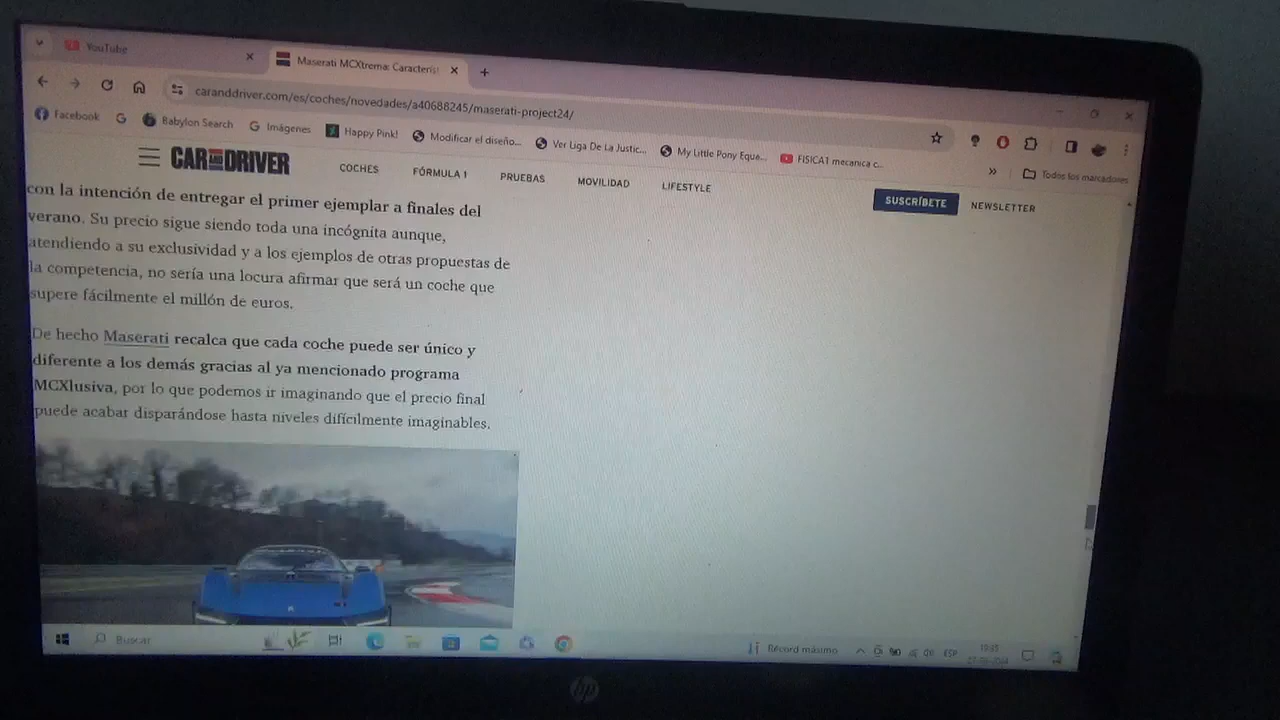 YouTube
Maserati MCXtrema: Caracterís
caranddriver.com/es/coches/novedades/a40688245/maserati-project24/
Facebook
Babylon Search
Imágenes
Happy Pink!
Modificar el diseño...
Ver Liga De La Justic...
My Little Pony Eque...
FISICA1 mecanica c...
Todos los marcadores
CAR AND DRIVER
COCHES
FÓRMULA 1
PRUEBAS
MOVILIDAD
LIFESTYLE
SUSCRÍBETE
NEWSLETTER
con la intención de entregar el primer ejemplar a finales del
verano. Su precio sigue siendo toda una incógnita aunque,
atendiendo a su exclusividad y a los ejemplos de otras propuestas de
la competencia, no sería una locura afirmar que será un coche que
supere fácilmente el millón de euros.
De hecho Maserati recalca que cada coche puede ser único y
diferente a los demás gracias al ya mencionado programa
MCXlusiva, por lo que podemos ir imaginando que el precio final
puede acabar disparándose hasta niveles difícilmente imaginables.
Buscar
Récord máximo
ESP
hp